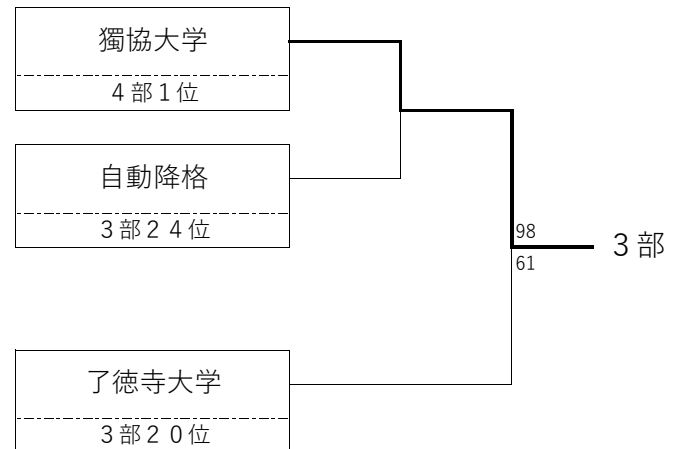 獨協大学
4部1位
自動降格
3部２４位
98
61
３部
了徳寺大学
3部２０位